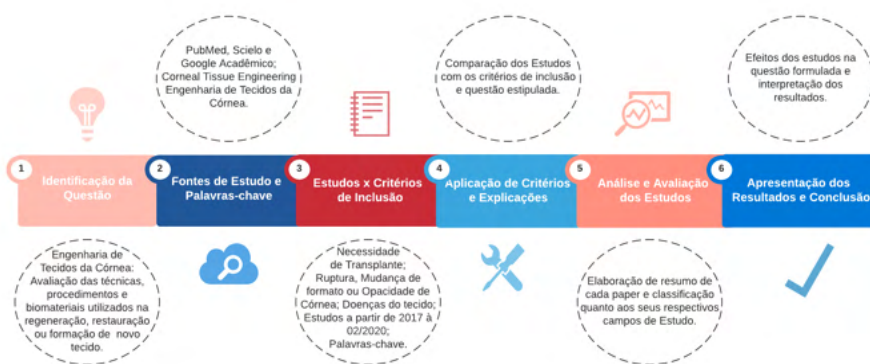 PubMed, Scielo e
Google Acadêmico;
Corneal Tissue Engineering
Engenharia de Tecidos da
Córnea.
Comparação dos Estudos
com os critérios de inclusão
e questão estipulada.
Efeitos dos estudos na
questão formulada e
interpretação dos
resultados.
1
Identificação da
Questão
2
Fontes de Estudo e
Palavras-chave
3
Estudos x Critérios
de Inclusão
4
Aplicação de Critérios
e Explicações
5
Análise e Avaliação
dos Estudos
6
Apresentação dos
Resultados e Conclusão
Engenharia de
Tecidos da Córnea:
Avaliação das técnicas,
procedimentos e
biomateriais utilizados na
regeneração, restauração
ou formação de novo
tecido.
Necessidade
de Transplante;
Ruptura, Mudança de
formato ou Opacidade de
Córnea; Doenças do tecido;
Estudos a partir de 2017 à
02/2020;
Palavras-chave.
Elaboração de resumo de
cada paper e classificação
quanto aos seus respectivos
campos de Estudo.